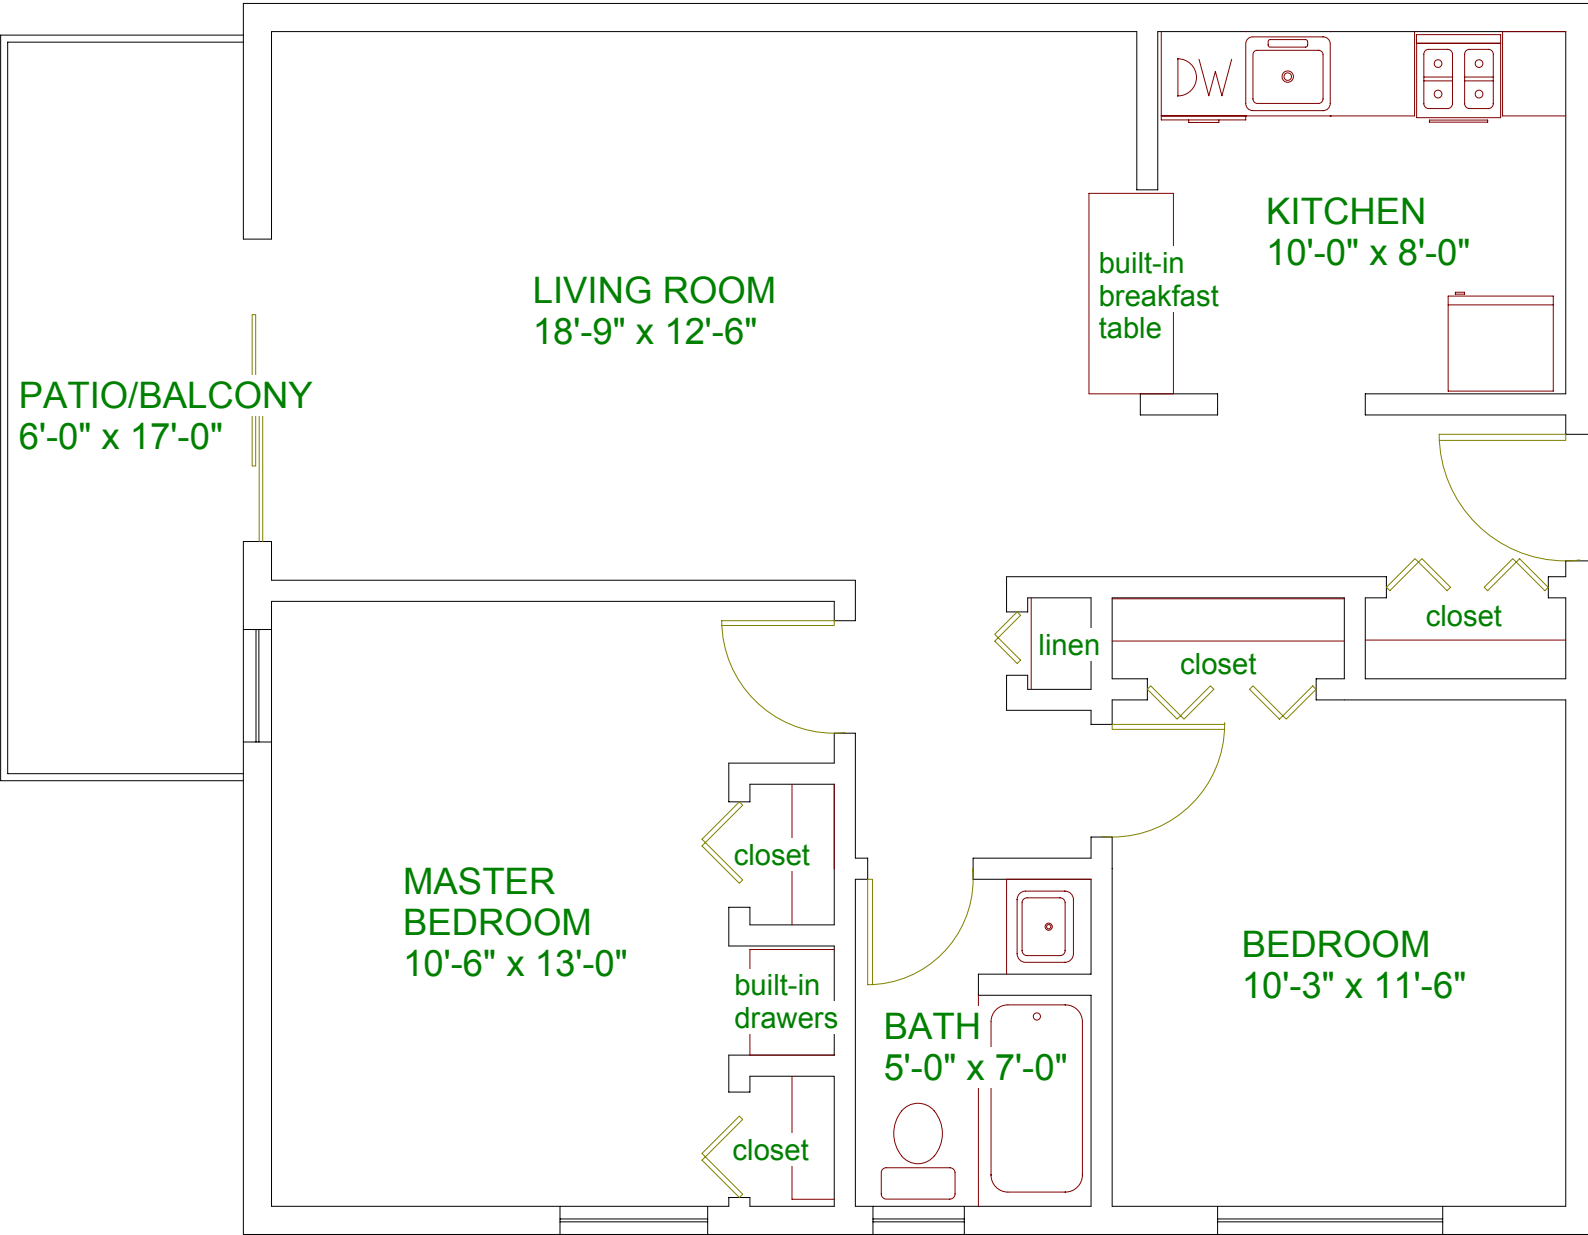 DW
KITCHEN
10'-0" x 8'-0"
built-in
breakfast
table
LIVING ROOM
18'-9" x 12'-6"
PATIO/BALCONY
6'-0" x 17'-0"
closet
linen
closet
closet
MASTER
BEDROOM
10'-6" x 13'-0"
built-in
drawers
BEDROOM
10'-3" x 11'-6"
BATH
5'-0" x 7'-0"
closet